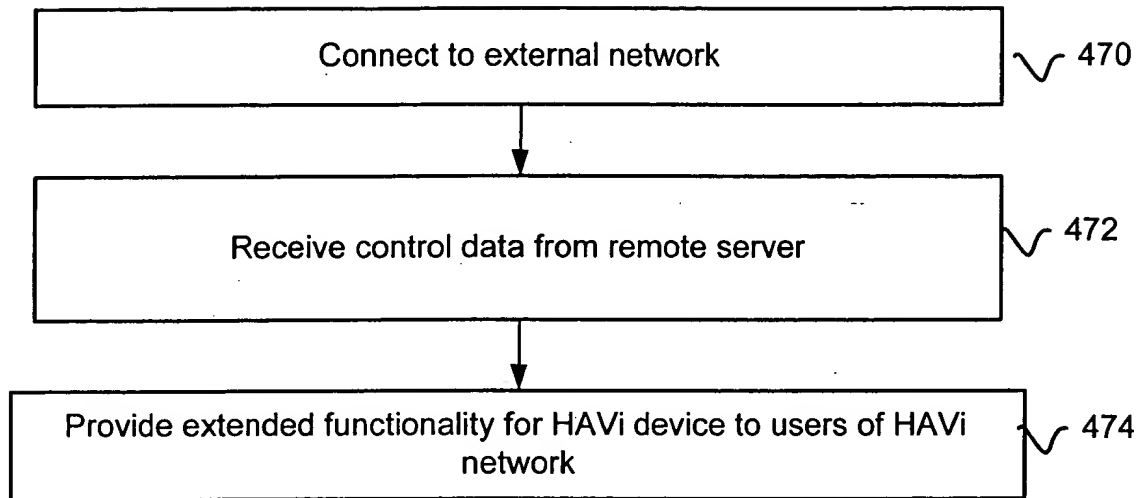 Connect to external network
470
Receive control data from remote server
472
Provide extended functionality for HAVi device to users of HAVi
network
474